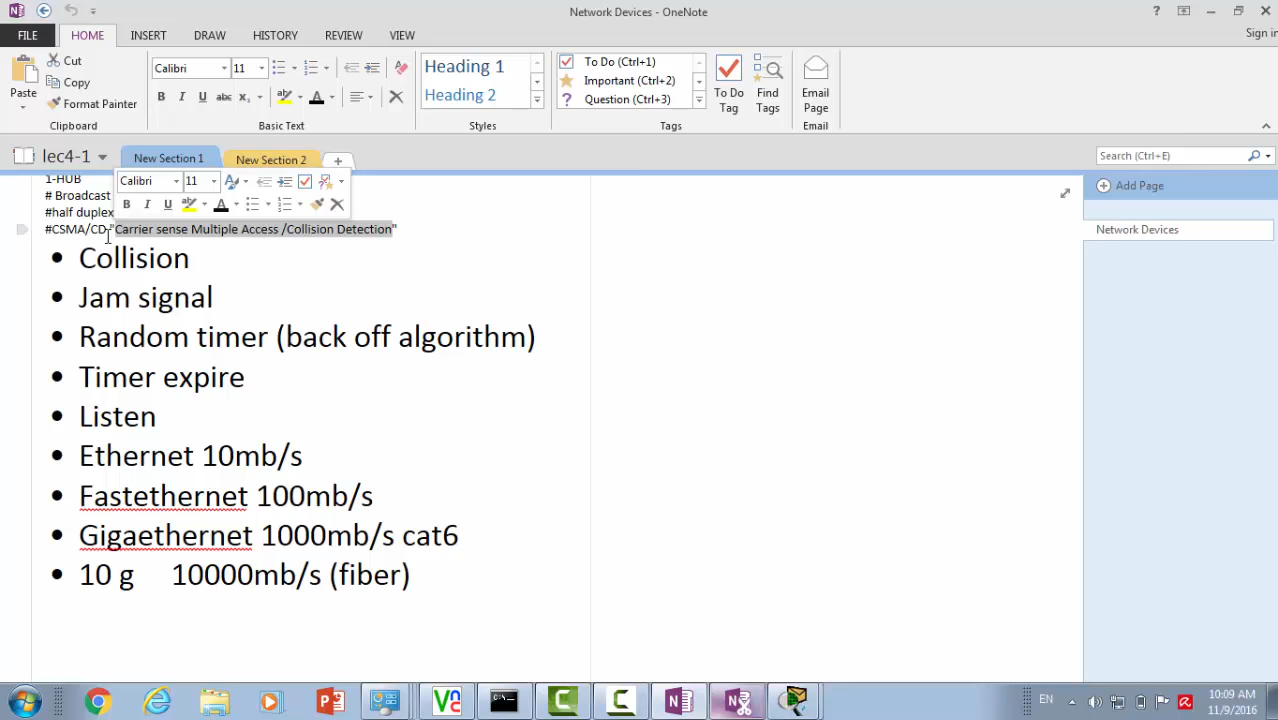 Network Devices - OneNote
FILE HOME INSERT DRAW HISTORY REVIEW VIEW
Sign in
Paste
Cut
Copy
Format Painter
Clipboard
Calibri 11
B I U abc x₂ A
Basic Text
Heading 1
Heading 2
Styles
To Do (Ctrl+1)
Important (Ctrl+2)
Question (Ctrl+3)
To Do Tag
Find Tags
Tags
Email Page
Email
lec4-1 New Section 1 New Section 2
Search (Ctrl+E)
Add Page
Network Devices
Calibri 11
B I U A
1-HUB
# Broadcast
#half duplex
#CSMA/CD "Carrier sense Multiple Access /Collision Detection"
• Collision
• Jam signal
• Random timer (back off algorithm)
• Timer expire
• Listen
• Ethernet 10mb/s
• Fastethernet 100mb/s
• Gigaethernet 1000mb/s cat6
• 10 g 10000mb/s (fiber)
EN
10:09 AM
11/9/2016